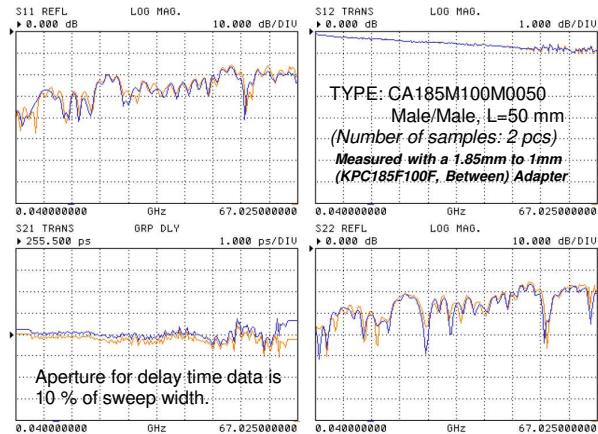 S11 REFL LOG MAG.
▶ 0.000 dB 10.000 dB/DIV
0.040000000 GHz 67.025000000
S12 TRANS LOG MAG.
▶ 0.000 dB 1.000 dB/DIV
TYPE: CA185M100M0050
Male/Male, L=50 mm
(Number of samples: 2 pcs)
Measured with a 1.85mm to 1mm
(KPC185F100F, Between) Adapter
0.040000000 GHz 67.025000000
S21 TRANS GRP DLY
▶ 255.500 ps 1.000 ps/DIV
Aperture for delay time data is
10 % of sweep width.
0.040000000 GHz 67.025000000
S22 REFL LOG MAG.
▶ 0.000 dB 10.000 dB/DIV
0.040000000 GHz 67.025000000